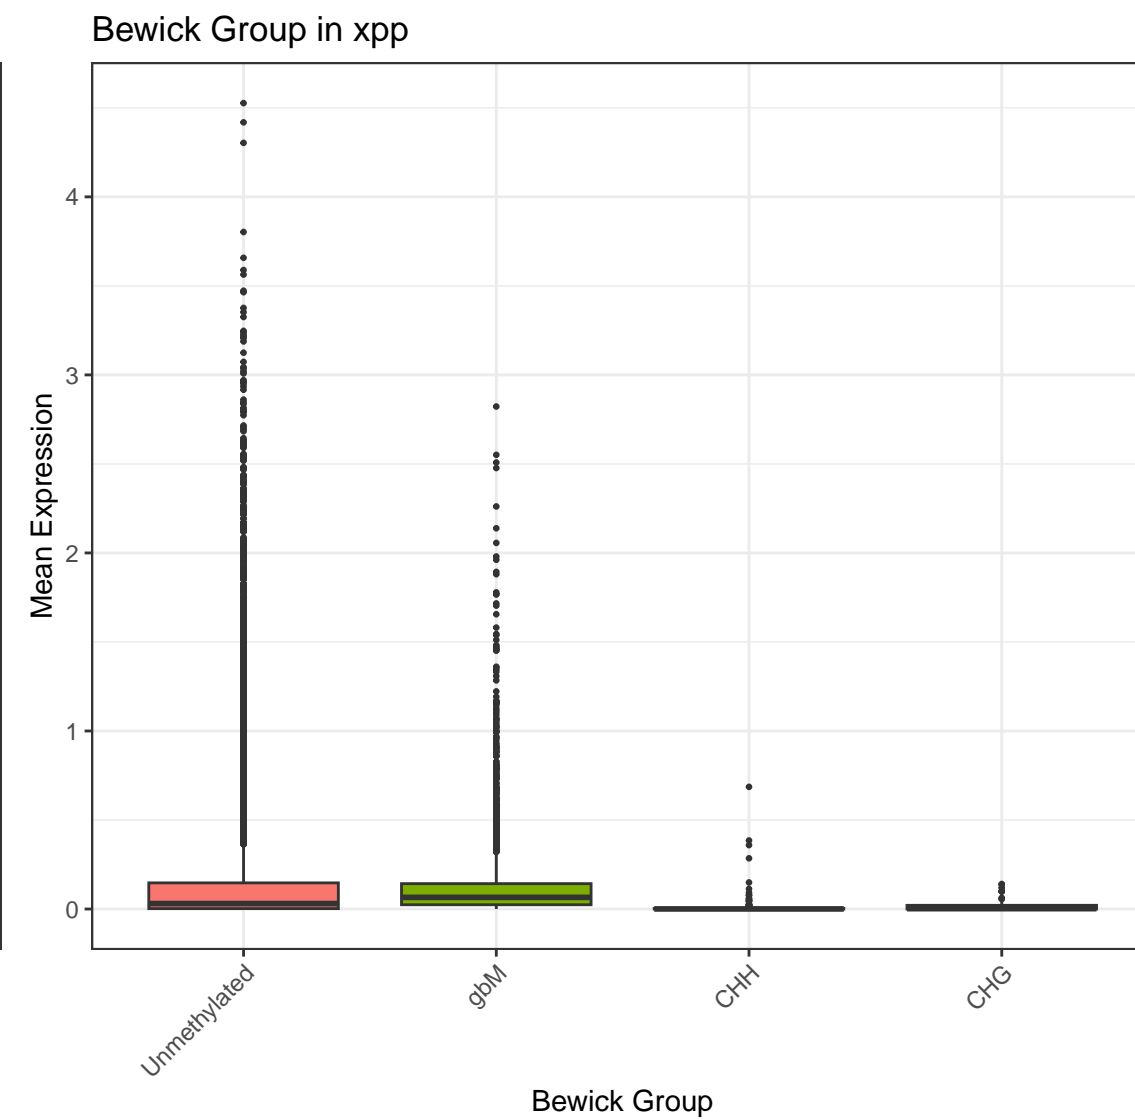 Bewick Group in xpp
Mean Expression
4
3
2
1
0
Unmethylated
gbM
CHH
CHG
Bewick Group